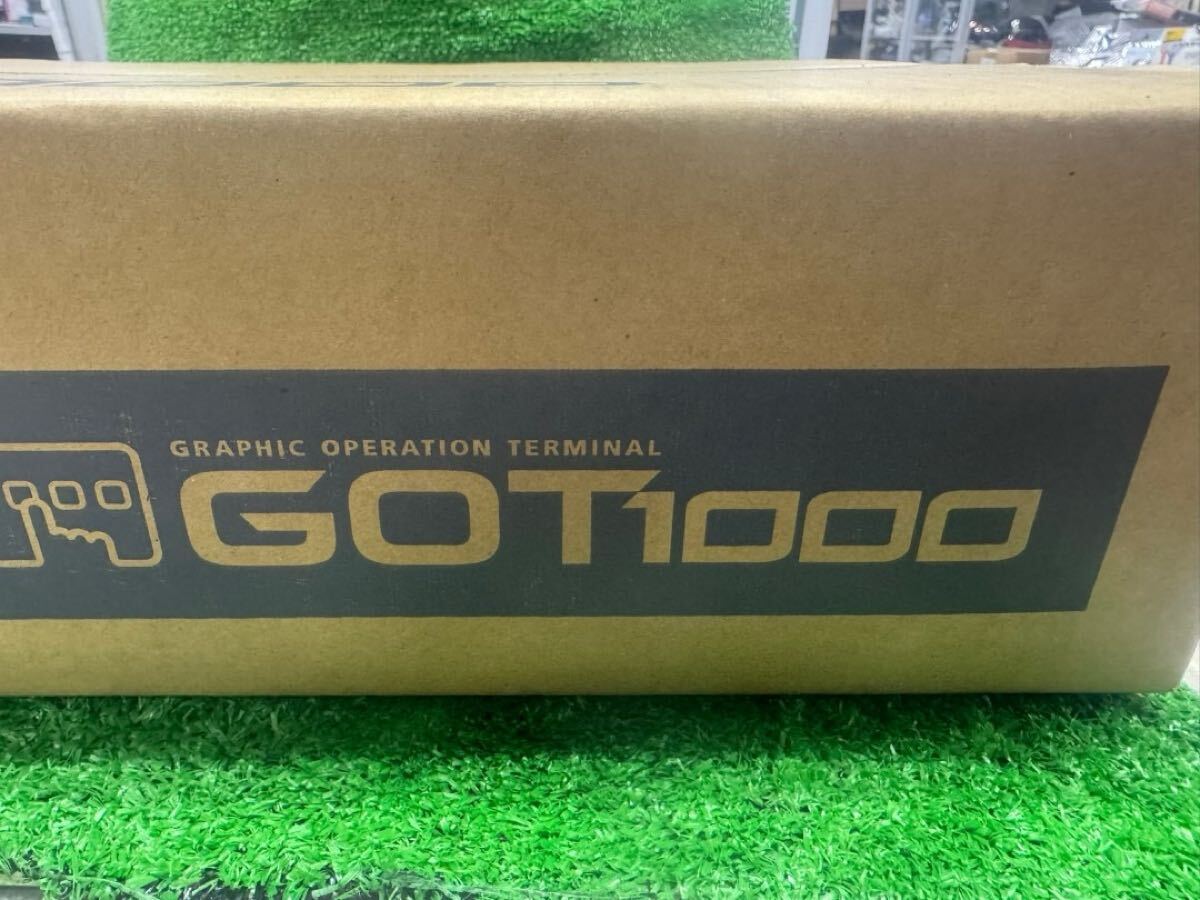 GRAPHIC OPERATION TERMINAL
GOT1000